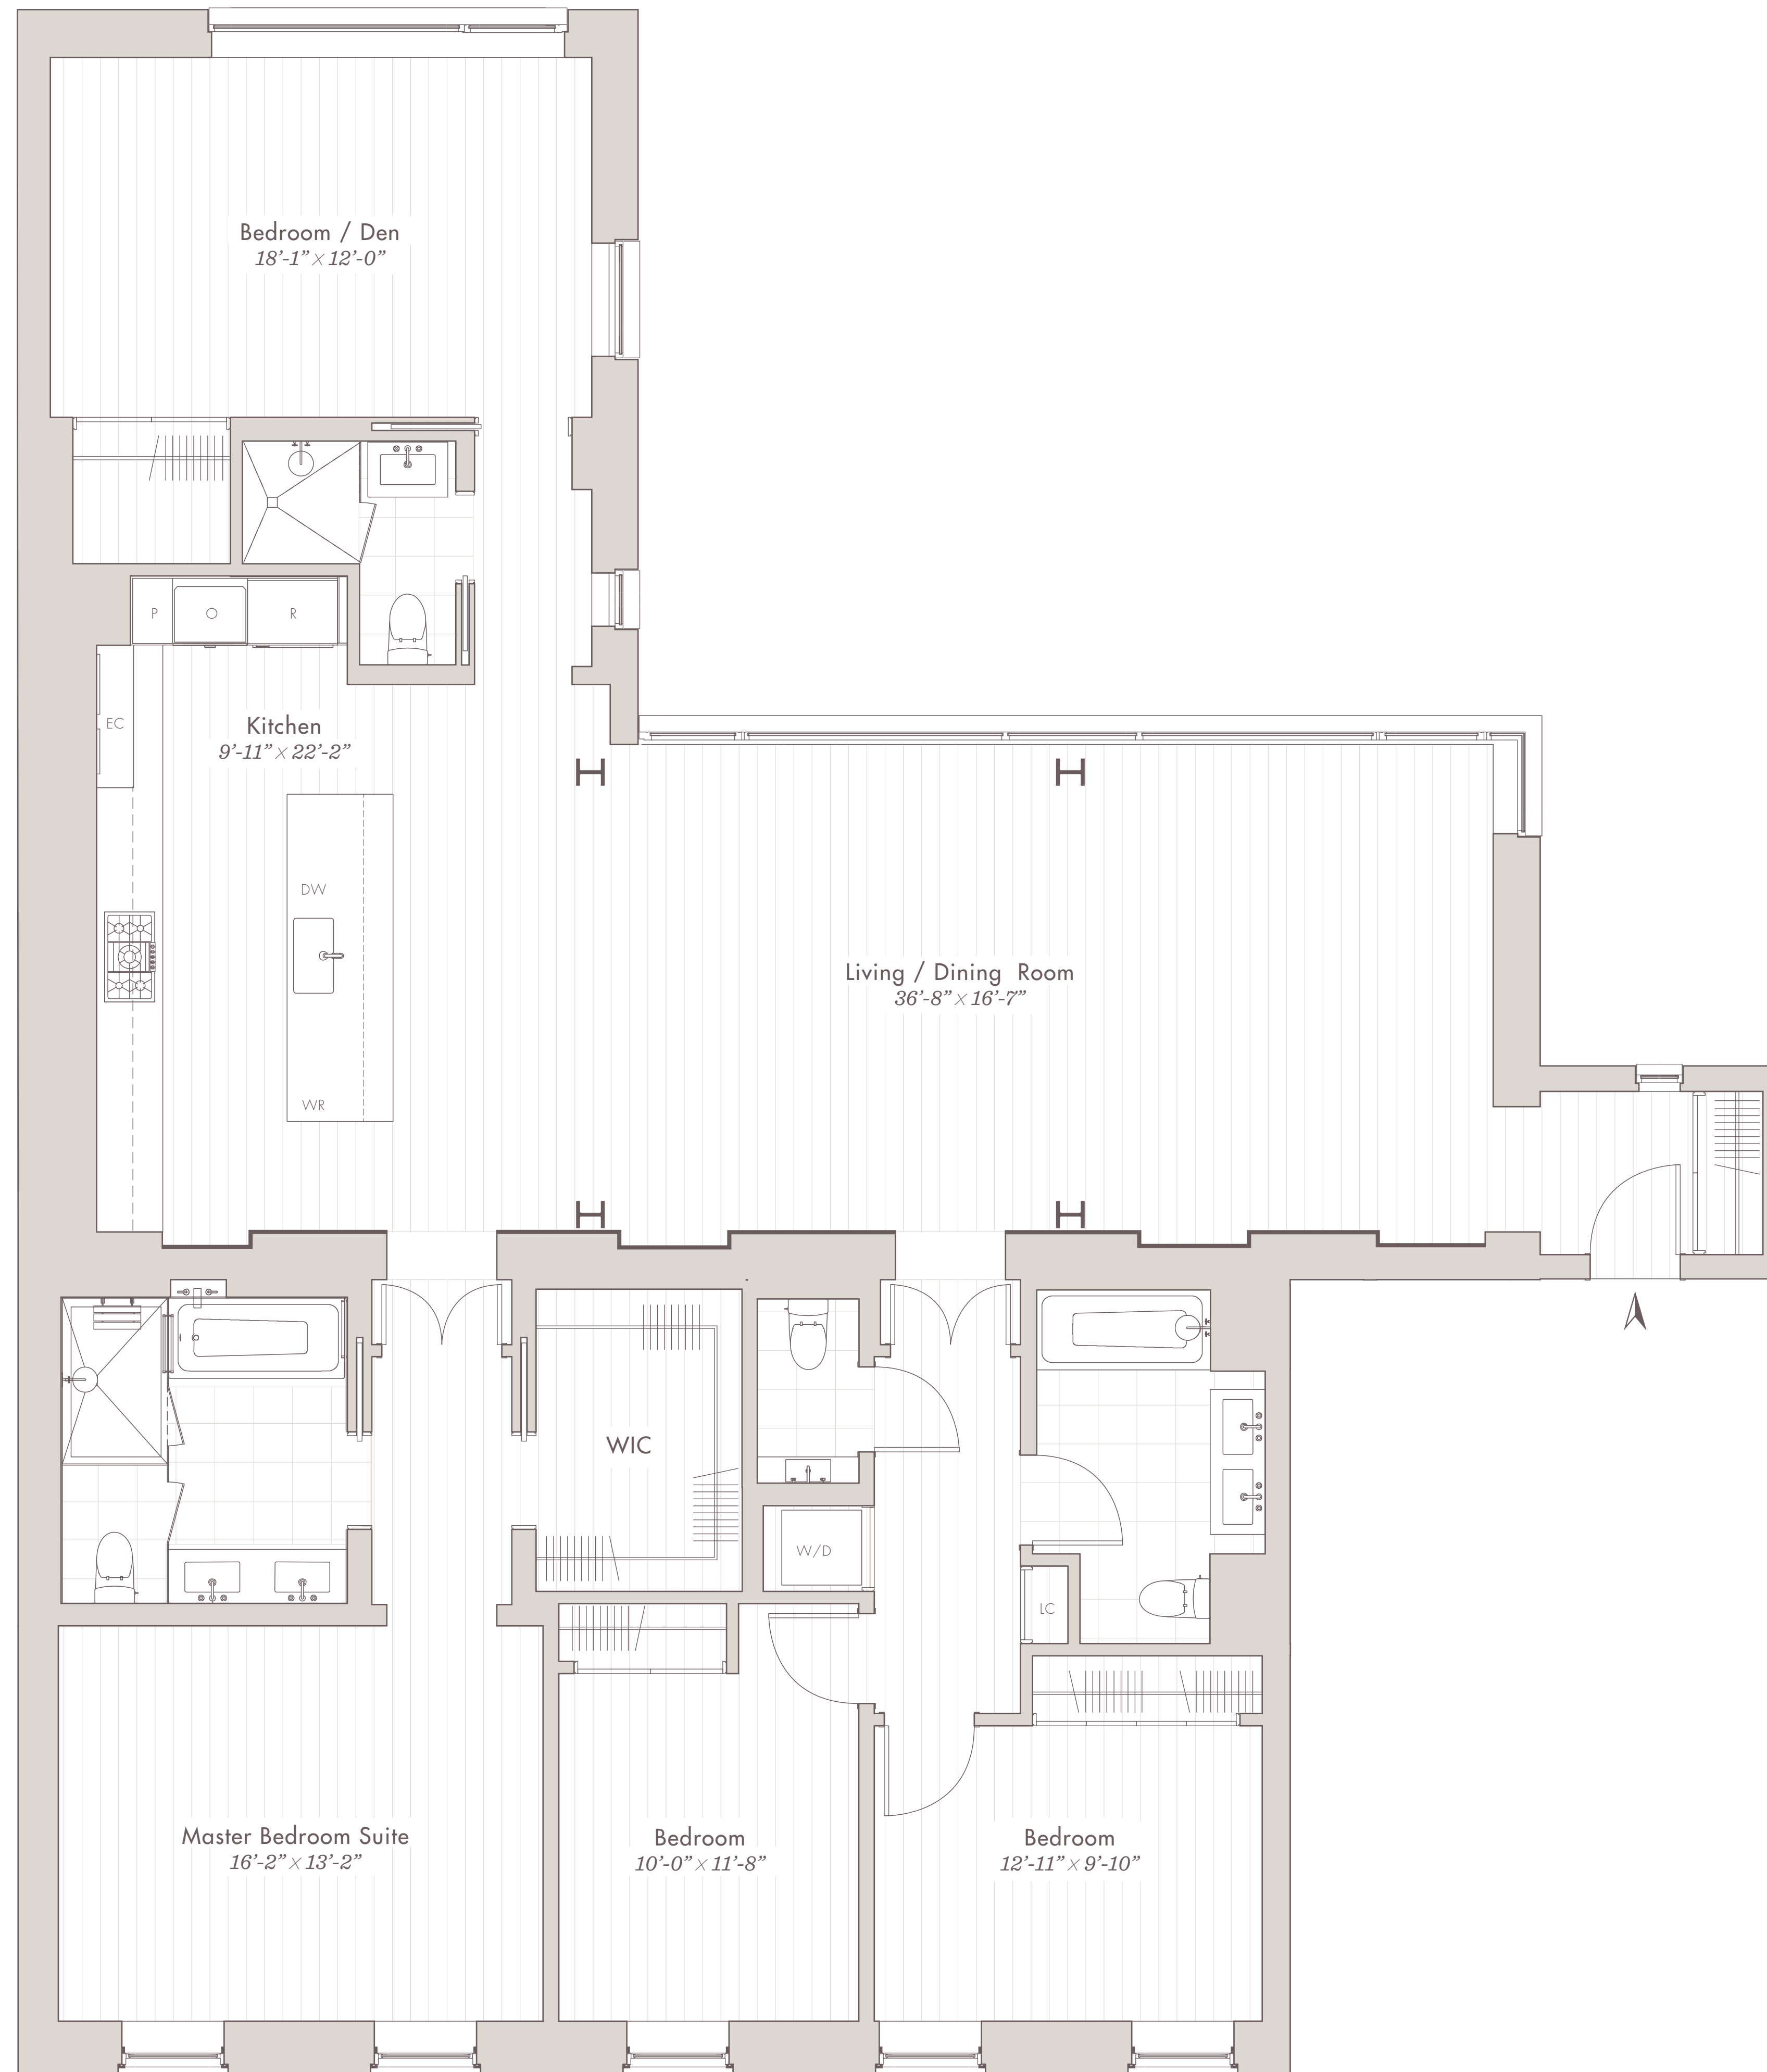 Bedroom / Den
18’-1” × 12’-0”
P
O
R
EC
Kitchen
9’-11” × 22’-2”
DW
Living / Dining Room
36’-8” × 16’-7”
WR
WIC
W/D
LC
Master Bedroom Suite
16’-2” × 13’-2”
Bedroom
10’-0” × 11’-8”
Bedroom
12’-11” × 9’-10”